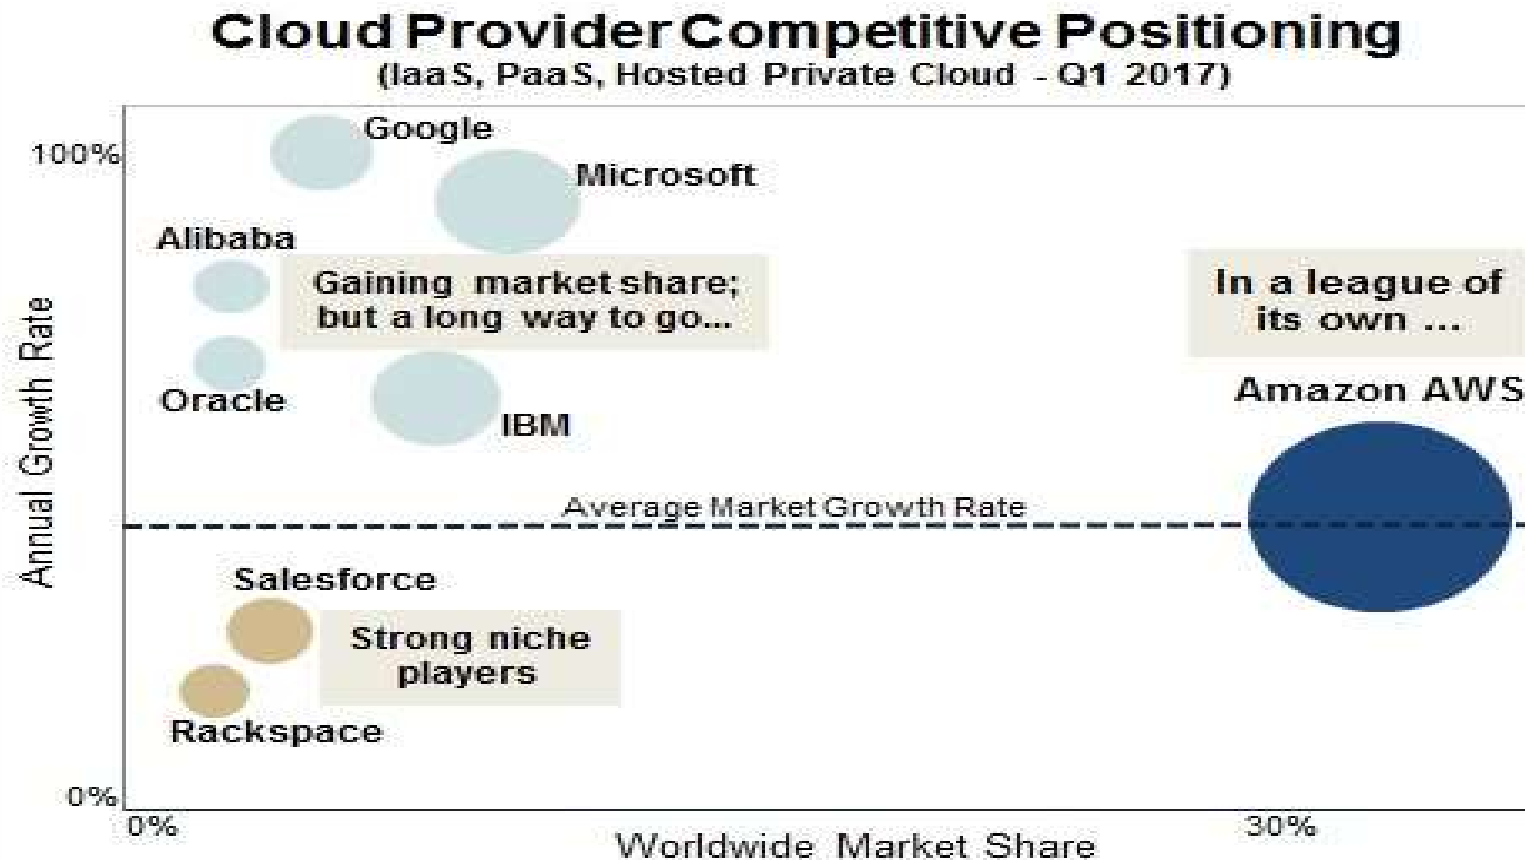 Cloud Provider Competitive Positioning
(IaaS, PaaS, Hosted Private Cloud - Q1 2017)
Google
100%
Microsoft
Alibaba
Gaining market share;
but a long way to go...
In a league of
its own ...
Oracle
IBM
Amazon AWS
Annual Growth Rate
Average Market Growth Rate
Salesforce
Strong niche
players
Rackspace
0%
0%
30%
Worldwide Market Share